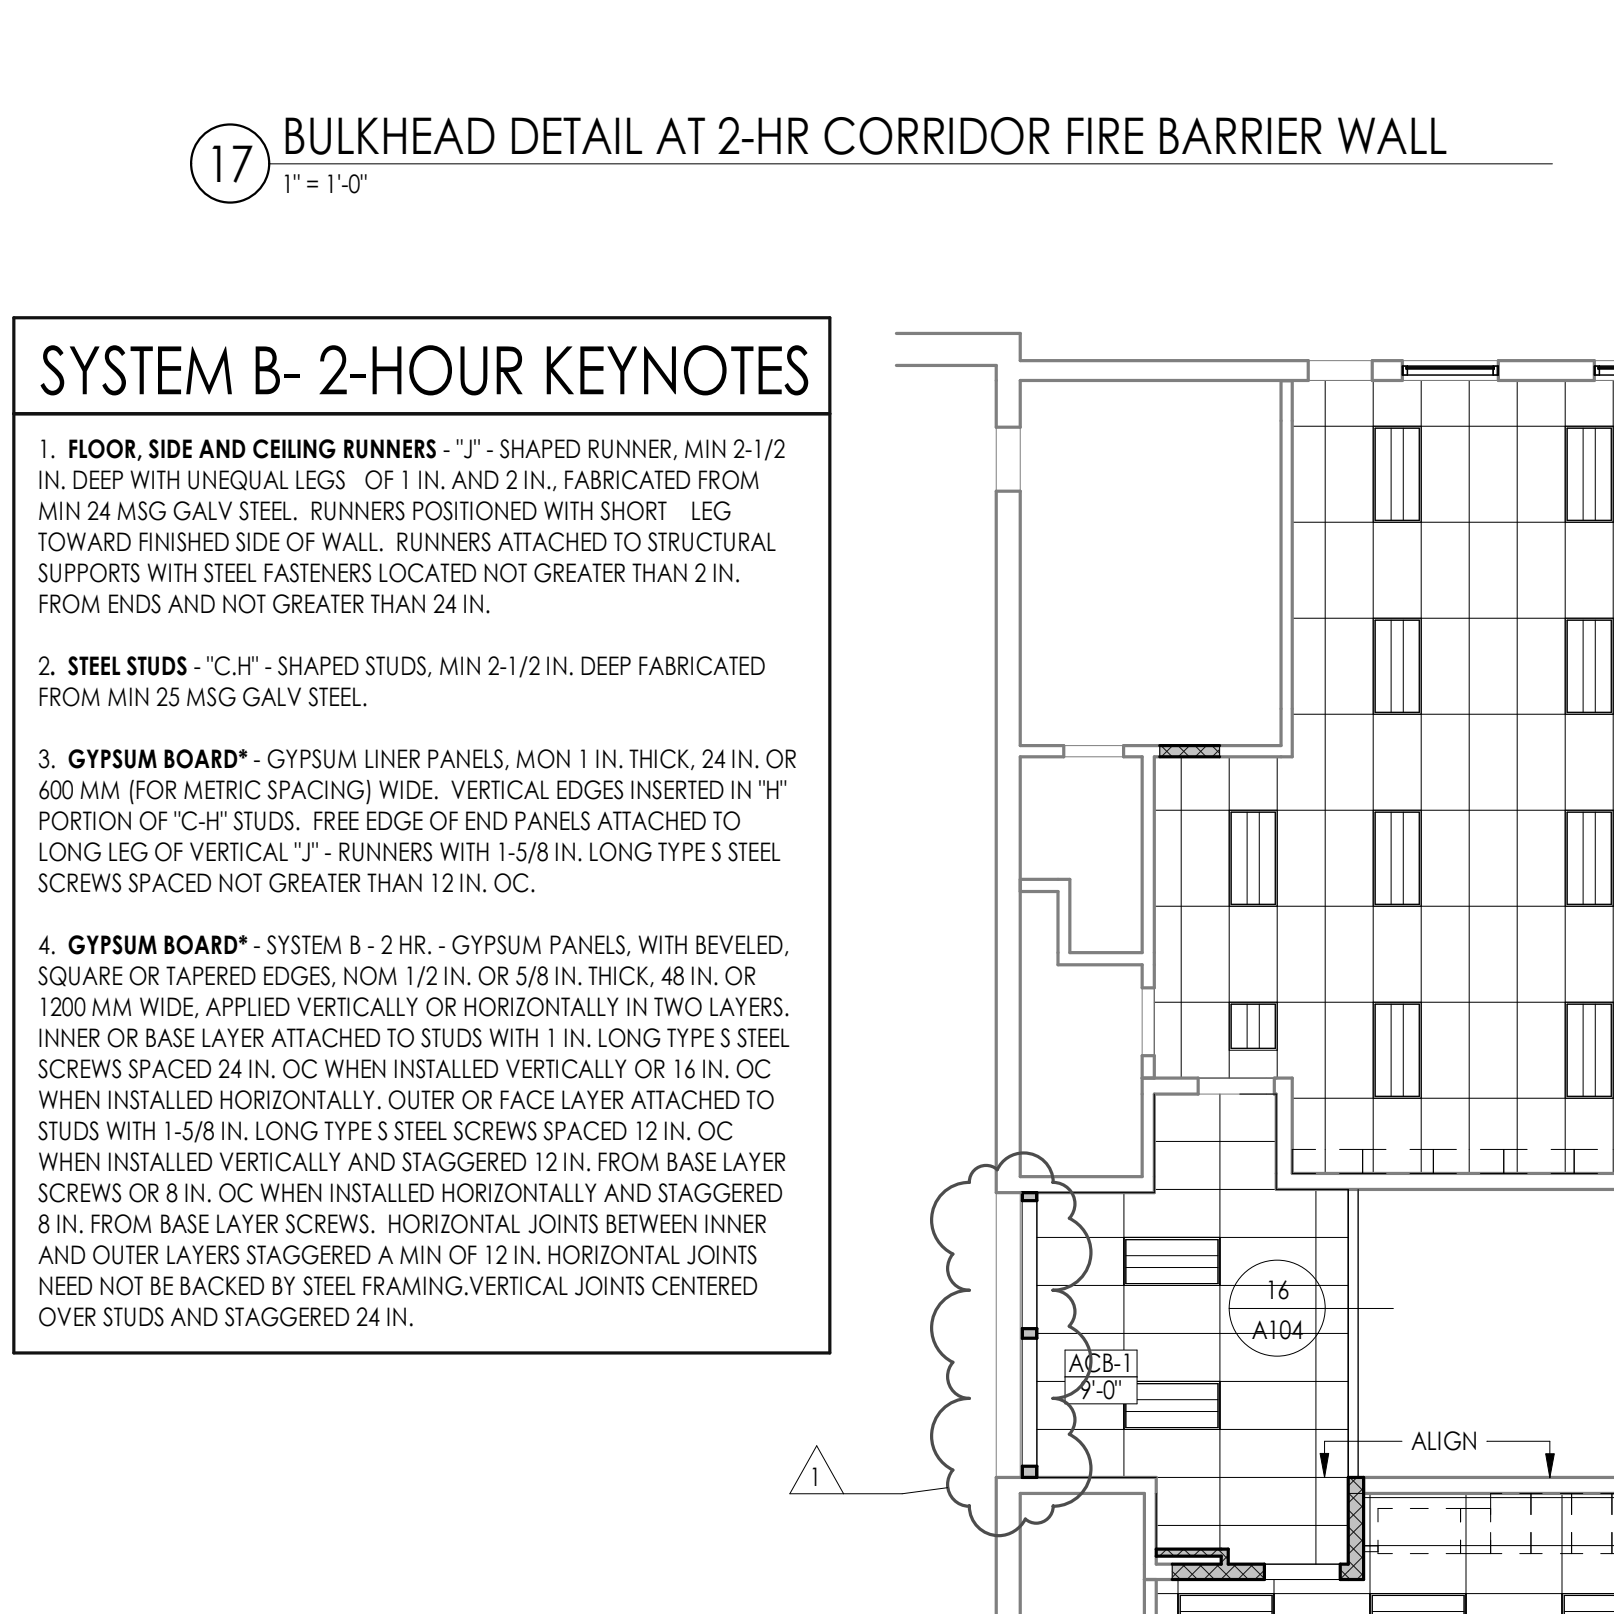 17
BULKHEAD DETAIL AT 2-HR CORRIDOR FIRE BARRIER WALL
1" = 1'-0"
SYSTEM B- 2-HOUR KEYNOTES
1. FLOOR, SIDE AND CEILING RUNNERS - "J" - SHAPED RUNNER, MIN 2-1/2
IN. DEEP WITH UNEQUAL LEGS OF 1 IN. AND 2 IN., FABRICATED FROM
MIN 24 MSG GALV STEEL. RUNNERS POSITIONED WITH SHORT LEG
TOWARD FINISHED SIDE OF WALL. RUNNERS ATTACHED TO STRUCTURAL
SUPPORTS WITH STEEL FASTENERS LOCATED NOT GREATER THAN 2 IN.
FROM ENDS AND NOT GREATER THAN 24 IN.
2. STEEL STUDS - "C.H" - SHAPED STUDS, MIN 2-1/2 IN. DEEP FABRICATED
FROM MIN 25 MSG GALV STEEL.
3. GYPSUM BOARD* - GYPSUM LINER PANELS, MON 1 IN. THICK, 24 IN. OR
600 MM (FOR METRIC SPACING) WIDE. VERTICAL EDGES INSERTED IN "H"
PORTION OF "C-H" STUDS. FREE EDGE OF END PANELS ATTACHED TO
LONG LEG OF VERTICAL "J" - RUNNERS WITH 1-5/8 IN. LONG TYPE S STEEL
SCREWS SPACED NOT GREATER THAN 12 IN. OC.
4. GYPSUM BOARD* - SYSTEM B - 2 HR. - GYPSUM PANELS, WITH BEVELED,
SQUARE OR TAPERED EDGES, NOM 1/2 IN. OR 5/8 IN. THICK, 48 IN. OR
1200 MM WIDE, APPLIED VERTICALLY OR HORIZONTALLY IN TWO LAYERS.
INNER OR BASE LAYER ATTACHED TO STUDS WITH 1 IN. LONG TYPE S STEEL
SCREWS SPACED 24 IN. OC WHEN INSTALLED VERTICALLY OR 16 IN. OC
WHEN INSTALLED HORIZONTALLY. OUTER OR FACE LAYER ATTACHED TO
STUDS WITH 1-5/8 IN. LONG TYPE S STEEL SCREWS SPACED 12 IN. OC
WHEN INSTALLED VERTICALLY AND STAGGERED 12 IN. FROM BASE LAYER
SCREWS OR 8 IN. OC WHEN INSTALLED HORIZONTALLY AND STAGGERED
8 IN. FROM BASE LAYER SCREWS. HORIZONTAL JOINTS BETWEEN INNER
AND OUTER LAYERS STAGGERED A MIN OF 12 IN. HORIZONTAL JOINTS
NEED NOT BE BACKED BY STEEL FRAMING.VERTICAL JOINTS CENTERED
OVER STUDS AND STAGGERED 24 IN.
16
A104
ACB-1
9'-0"
ALIGN
1